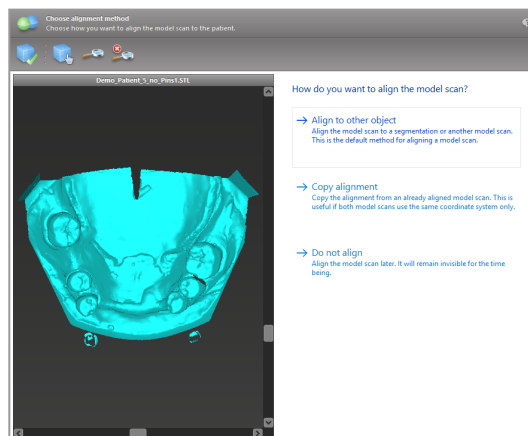 Choose alignment method
Choose how you want to align the model scan to the patient.
Demo_Patient_5_no_Pins1.STL
How do you want to align the model scan?
→ Align to other object
Align the model scan to a segmentation or another model scan.
This is the default method for aligning a model scan.
→ Copy alignment
Copy the alignment from an already aligned model scan. This is
useful if both model scans use the same coordinate system only.
→ Do not align
Align the model scan later. It will remain invisible for the time
being.